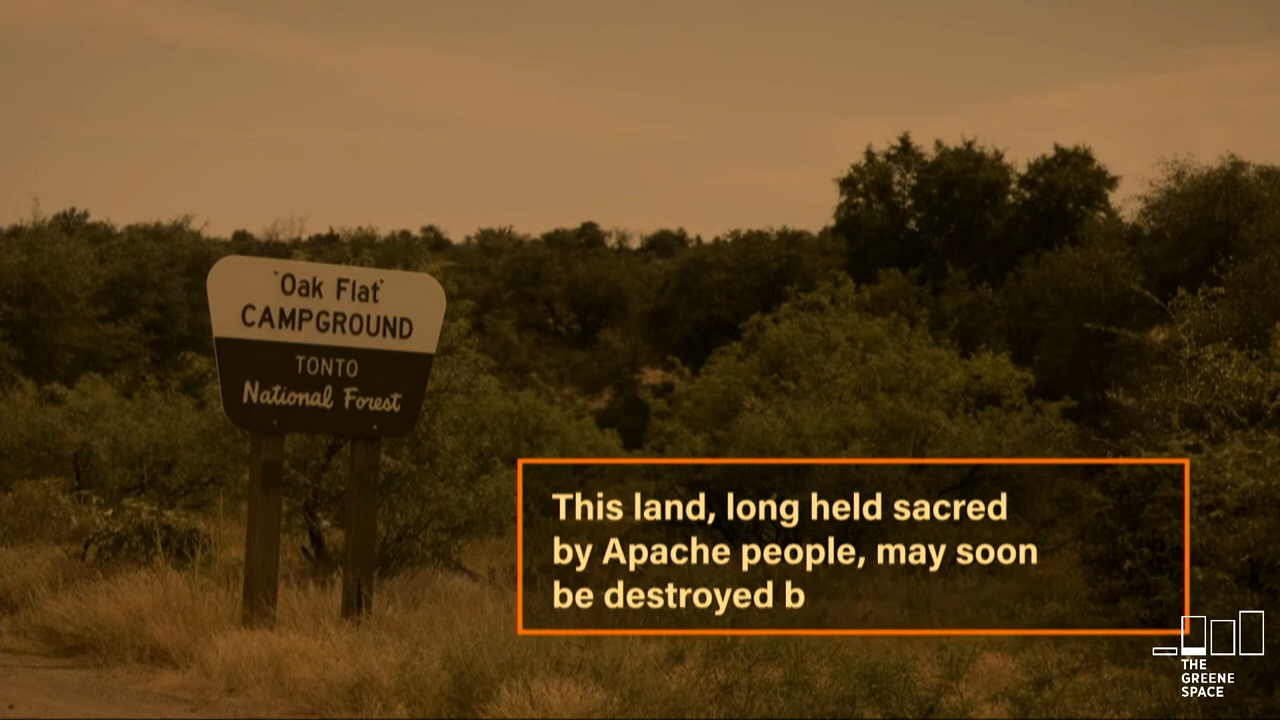 'Oak Flat'
CAMPGROUND
TONTO
National Forest
This land, long held sacred
by Apache people, may soon
be destroyed b
THE
GREENE
SPACE